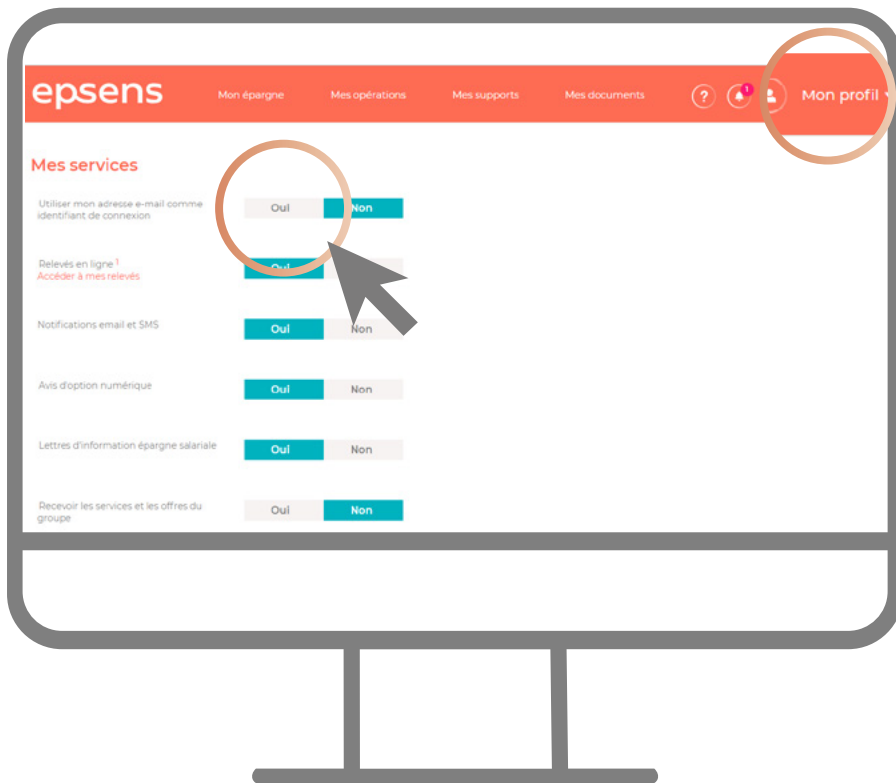 epsens
Mon épargne
Mes opérations
Mes supports
Mes documents
?
1
Mon profil
Mes services
Utiliser mon adresse e-mail comme
identifiant de connexion
Oui
Non
Relevés en ligne 1
Accéder à mes relevés
Oui
Notifications email et SMS
Oui
Non
Avis d'option numérique
Oui
Non
Lettres d'information épargne salariale
Oui
Non
Recevoir les services et les offres du
groupe
Oui
Non